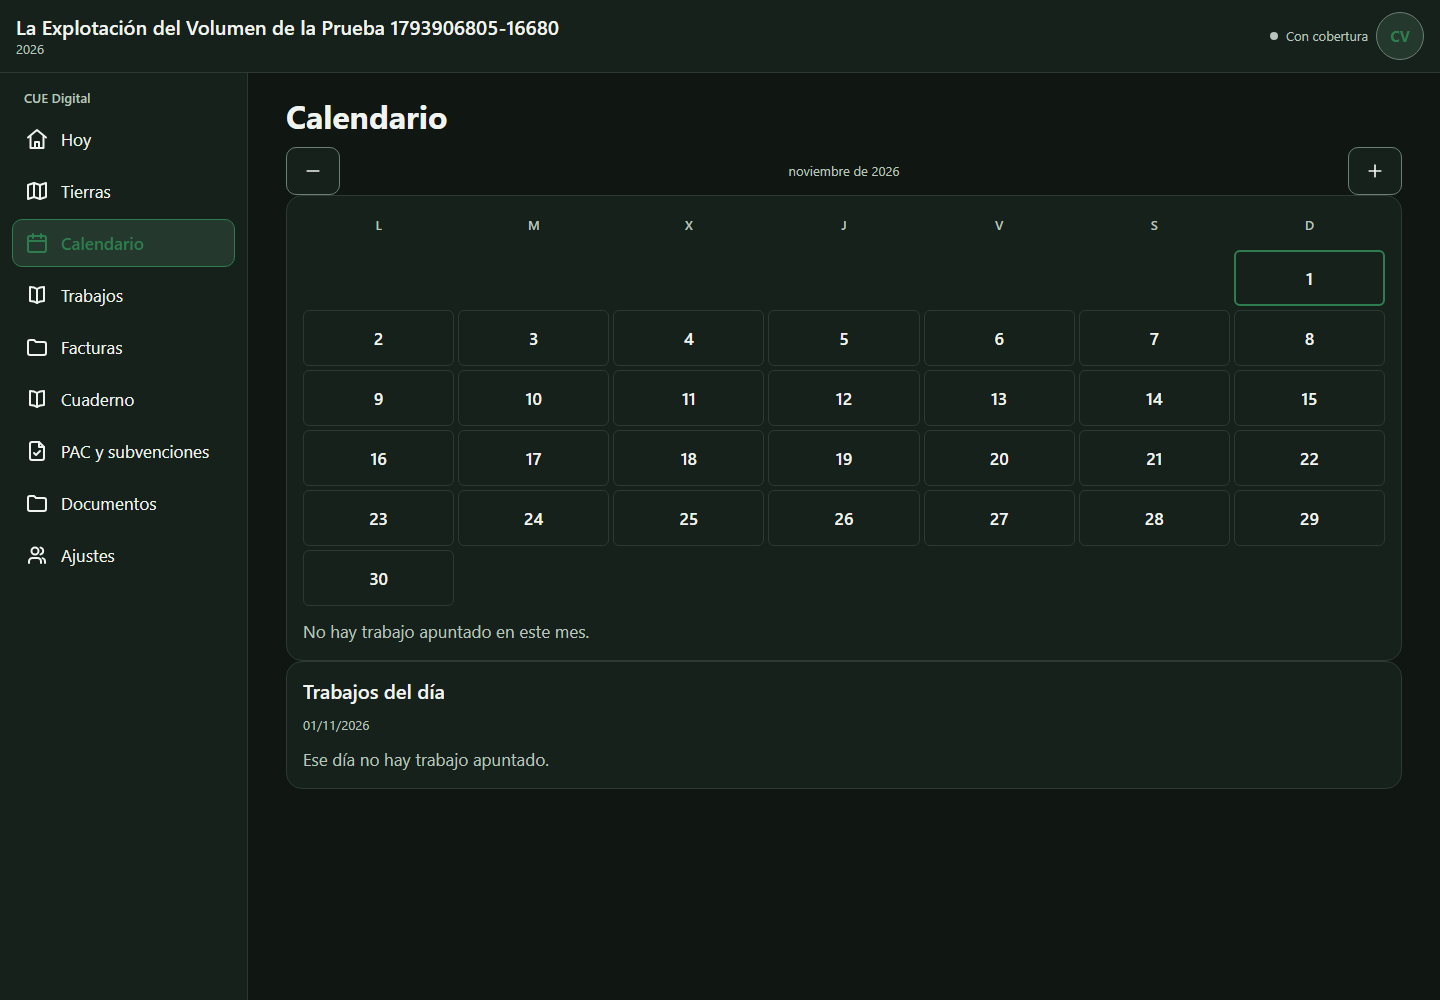 La Explotación del Volumen de la Prueba 1793906805-16680
2026
Con cobertura
CV
CUE Digital
Hoy
Tierras
Calendario
Trabajos
Facturas
Cuaderno
PAC y subvenciones
Documentos
Ajustes
Calendario
noviembre de 2026
L M X J V S D
1
2 3 4 5 6 7 8
9 10 11 12 13 14 15
16 17 18 19 20 21 22
23 24 25 26 27 28 29
30
No hay trabajo apuntado en este mes.
Trabajos del día
01/11/2026
Ese día no hay trabajo apuntado.